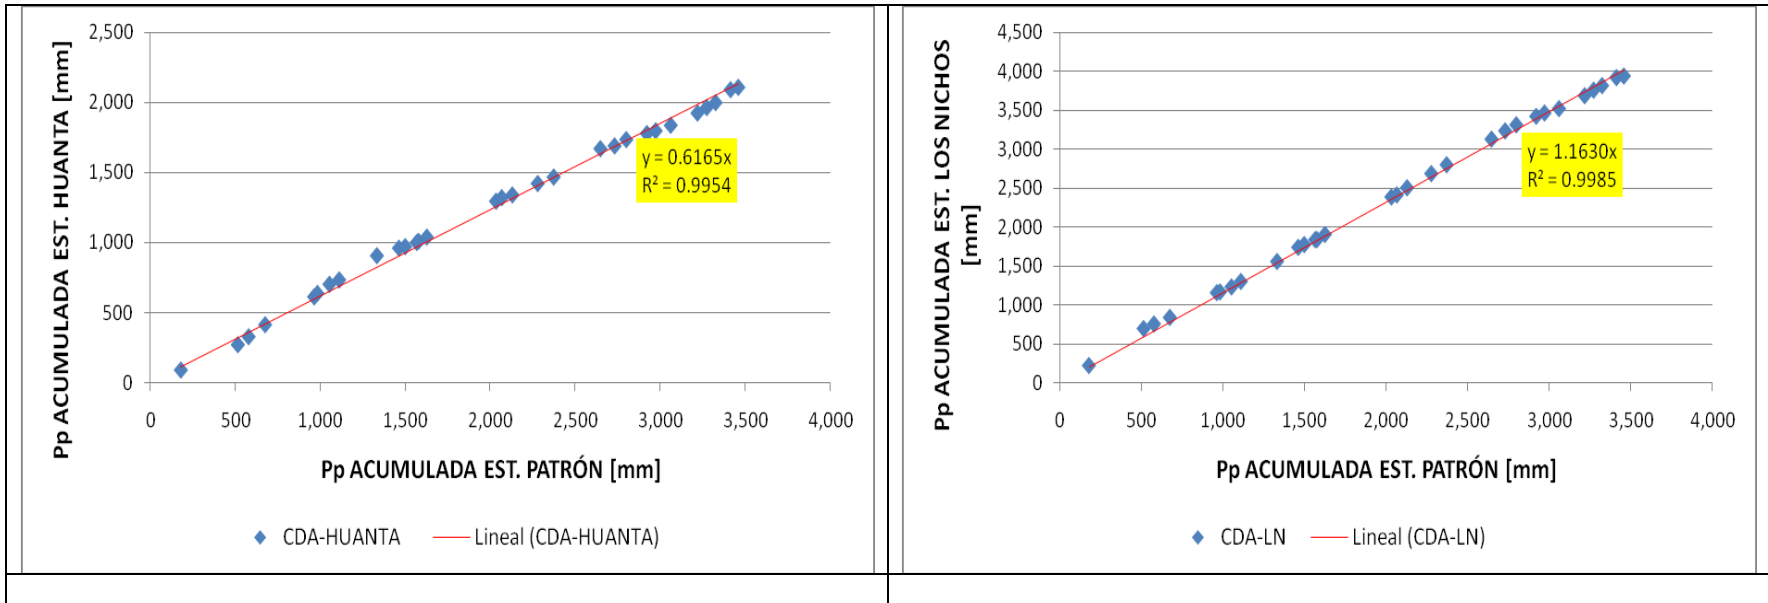 Pp ACUMULADA EST. HUANTA [mm]
2,500
2,000
1,500
1,000
500
0
y = 0.6165x
R² = 0.9954
0 500 1,000 1,500 2,000 2,500 3,000 3,500 4,000
Pp ACUMULADA EST. PATRÓN [mm]
CDA-HUANTA Lineal (CDA-HUANTA)
Pp ACUMULADA EST. LOS NICHOS
[mm]
4,500
4,000
3,500
3,000
2,500
2,000
1,500
1,000
500
0
y = 1.1630x
R² = 0.9985
0 500 1,000 1,500 2,000 2,500 3,000 3,500 4,000
Pp ACUMULADA EST. PATRÓN [mm]
CDA-LN Lineal (CDA-LN)